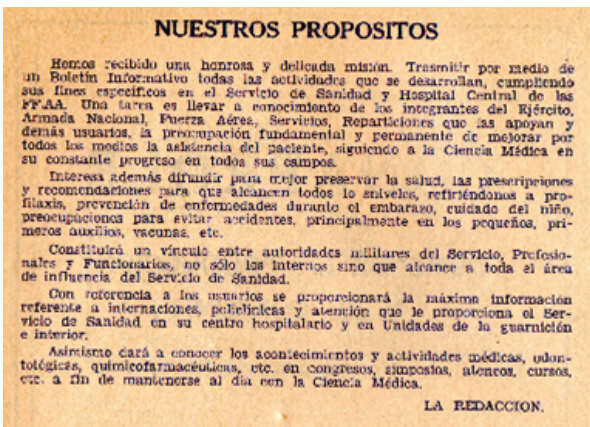 NUESTROS PROPOSITOS
Hemos recibido una honrosa y delicada misión. Trasmitir por medio de
un Boletín Informativo todas las actividades que se desarrollan, cumpliendo
sus fines específicos en el Servicio de Sanidad y Hospital Central de las
FF.AA. Una tarea es llevar a conocimiento de los integrantes del Ejército,
Armada Nacional, Fuerza Aérea, Servicios, Reparticiones que las apoyan y
demás usuarios, la preocupación fundamental y permanente de mejorar por
todos los medios la asistencia del paciente, siguiendo a la Ciencia Médica en
su constante progreso en todos sus campos.
Interesa además difundir para mejor preservar la salud, las prescripciones
y recomendaciones para que alcancen todos lo sniveles, refiriéndonos a pro-
filaxis, prevención de enfermedades durante el embarazo, cuidado del niño,
preocupaciones para evitar accidentes, principalmente en los pequeños, pri-
meros auxilios, vacunas, etc.
Constituirá un vínculo entre autoridades militares del Servicio, Profesio-
nales y Funcionarios, no sólo los internos sino que alcance a toda el área
de influencia del Servicio de Sanidad.
Con referencia a los usuarios se proporcionará la máxima información
referente a internaciones, policlínicas y atención que le proporciona el Ser-
vicio de Sanidad en su centro hospitalario y en Unidades de la guarnición
e interior.
Asimismo dará a conocer los acontecimientos y actividades médicas, odon-
tológicas, químicofarmacéuticas, etc. en congresos, simposios, ateneos, cursos,
etc. a fin de mantenerse al día con la Ciencia Médica.
LA REDACCION.